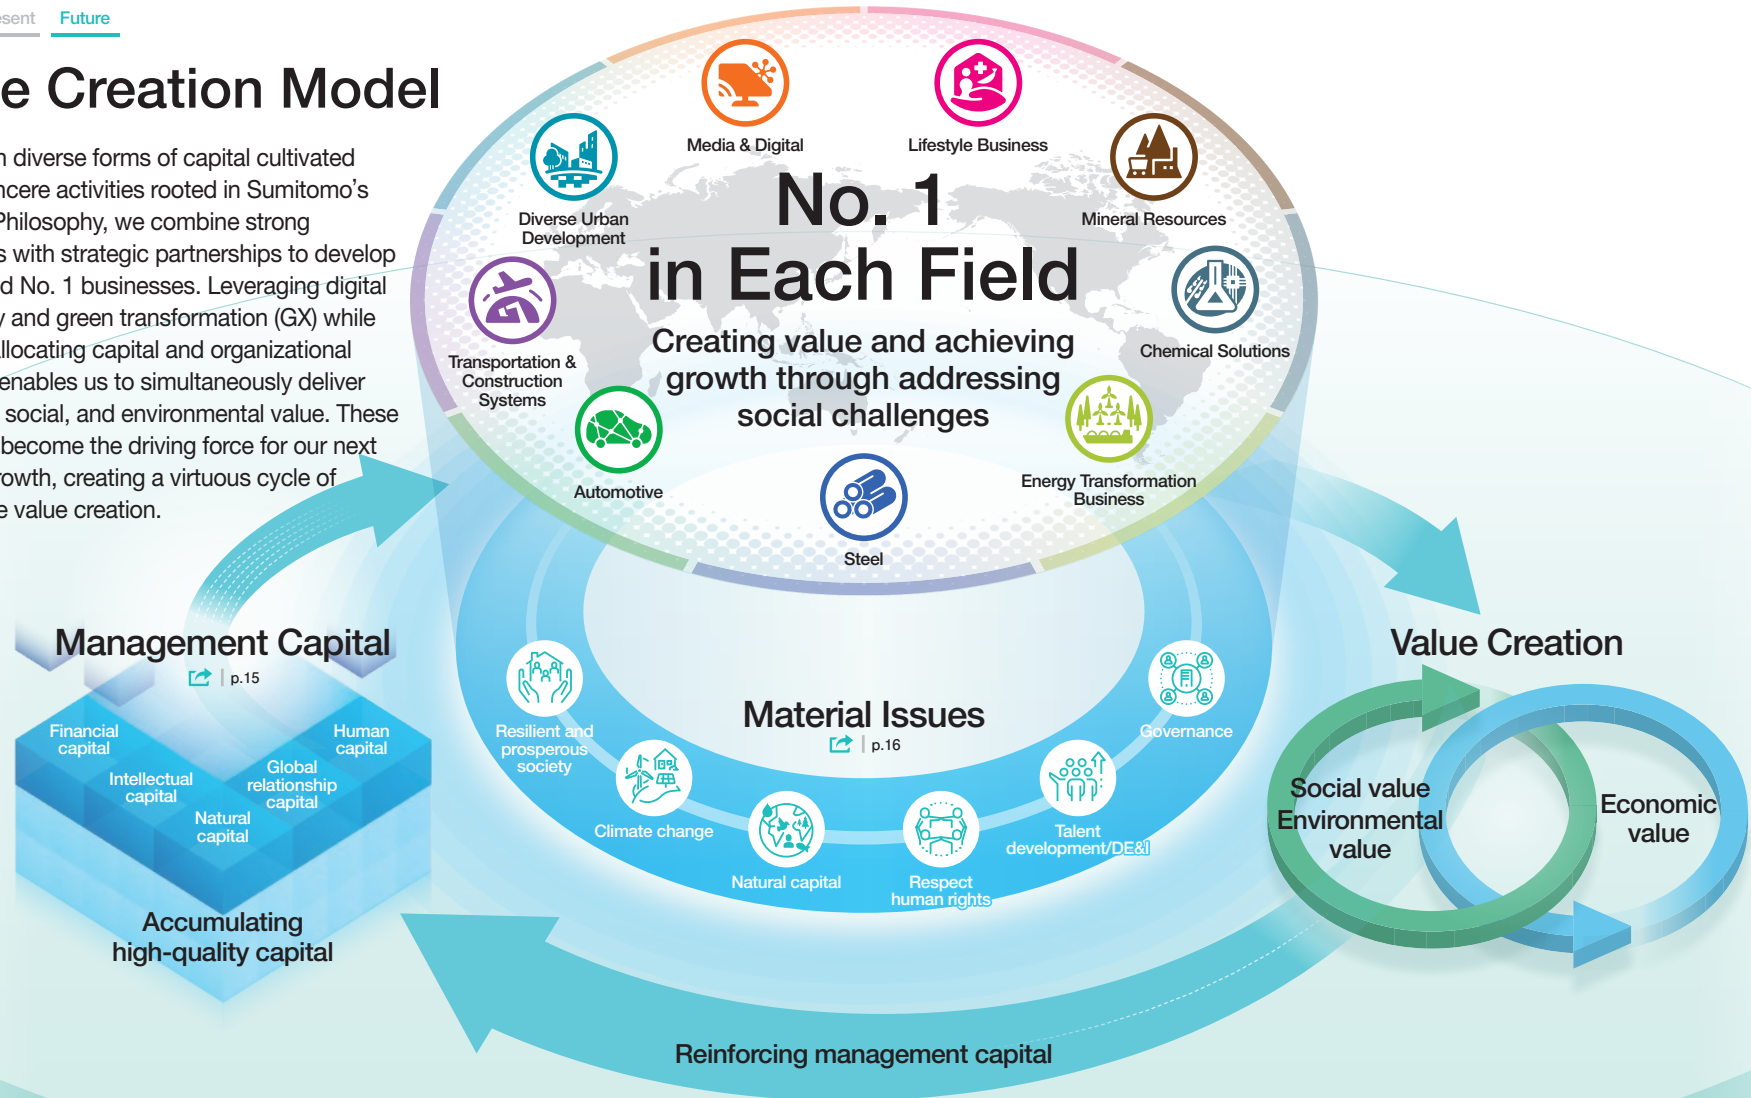 Future
Creation Model
diverse forms of capital cultivated
activities rooted in Sumitomo's
Philosophy, we combine strong
with strategic partnerships to develop
No. 1 businesses. Leveraging digital
and green transformation (GX) while
allocating capital and organizational
enables us to simultaneously deliver
social, and environmental value. These
become the driving force for our next
creating a virtuous cycle of
value creation.
Media & Digital
Lifestyle Business
Diverse Urban
Development
Mineral Resources
Transportation &
Construction
Systems
Chemical Solutions
Automotive
Energy Transformation
Business
Steel
No. 1
in Each Field
Creating value and achieving
growth through addressing
social challenges
Management Capital
p.15
Financial
capital
Human
capital
Intellectual
capital
Global
relationship
capital
Natural
capital
Accumulating
high-quality capital
Material Issues
p.16
Resilient and
prosperous
society
Climate change
Natural capital
Respect
human rights
Talent
development/DE&I
Governance
Value Creation
Social value
Environmental
value
Economic
value
Reinforcing management capital